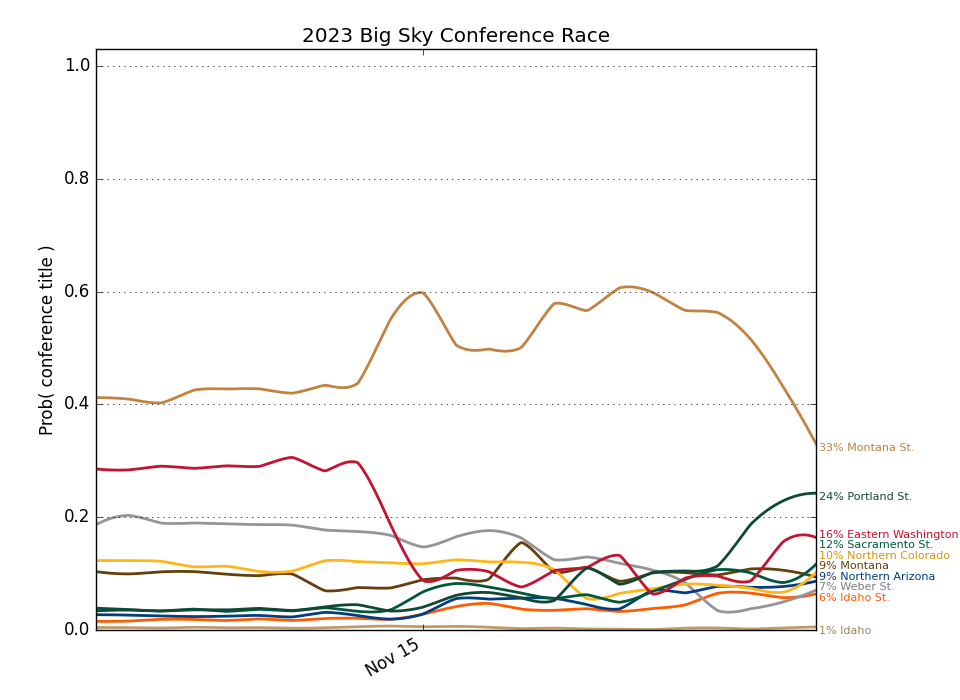 2023 Big Sky Conference Race
Prob( conference title )
1.0
0.8
0.6
0.4
0.2
0.0
Nov 15
33% Montana St.
24% Portland St.
16% Eastern Washington
12% Sacramento St.
10% Northern Colorado
9% Montana
9% Northern Arizona
7% Weber St.
6% Idaho St.
1% Idaho